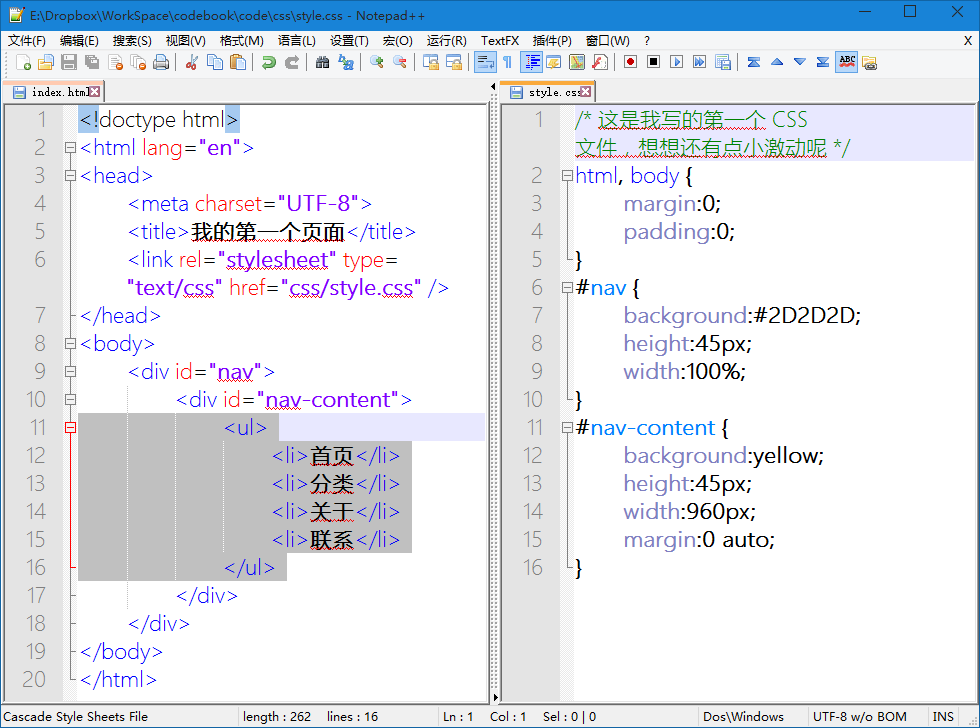 E:\Dropbox\WorkSpace\codebook\code\css\style.css - Notepad++
文件(F) 编辑(E) 搜索(S) 视图(V) 格式(M) 语言(L) 设置(T) 宏(O) 运行(R) TextFX 插件(P) 窗口(W) ? X
ABC
index.html
1 <!doctype html>
2 <html lang="en">
3 <head>
4 <meta charset="UTF-8">
5 <title>我的第一个页面</title>
6 <link rel="stylesheet" type=
"text/css" href="css/style.css" />
7 </head>
8 <body>
9 <div id="nav">
10 <div id="nav-content">
11 <ul>
12 <li>首页</li>
13 <li>分类</li>
14 <li>关于</li>
15 <li>联系</li>
16 </ul>
17 </div>
18 </div>
19 </body>
20 </html>
style.css
1 /* 这是我写的第一个 CSS
文件，想想还有点小激动呢 */
2 html, body {
3 margin:0;
4 padding:0;
5 }
6 #nav {
7 background:#2D2D2D;
8 height:45px;
9 width:100%;
10 }
11 #nav-content {
12 background:yellow;
13 height:45px;
14 width:960px;
15 margin:0 auto;
16 }
Cascade Style Sheets File length : 262 lines : 16 Ln : 1 Col : 1 Sel : 0 | 0 Dos\Windows UTF-8 w/o BOM INS